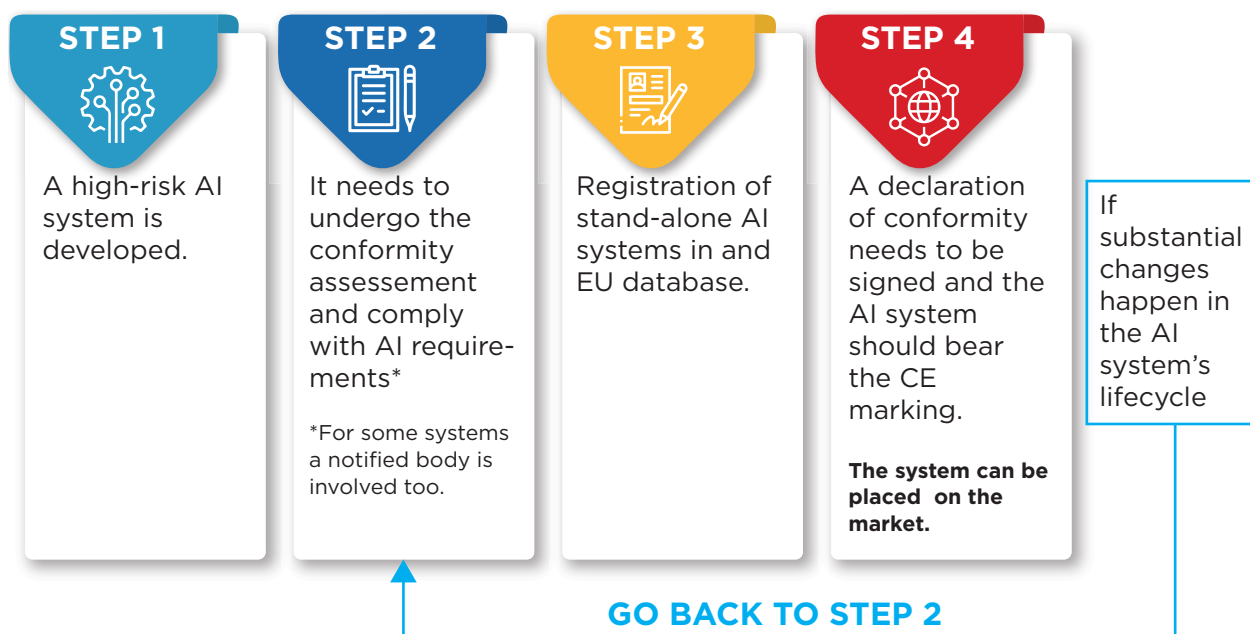 STEP 1
A high-risk AI
system is
developed.
STEP 2
It needs to
undergo the
conformity
assessement
and comply
with AI require-
ments*
*For some systems
a notified body is
involved too.
STEP 3
Registration of
stand-alone AI
systems in and
EU database.
STEP 4
A declaration
of conformity
needs to be
signed and the
AI system
should bear
the CE
marking.
The system can be
placed on the
market.
If
substantial
changes
happen in
the AI
system’s
lifecycle
GO BACK TO STEP 2